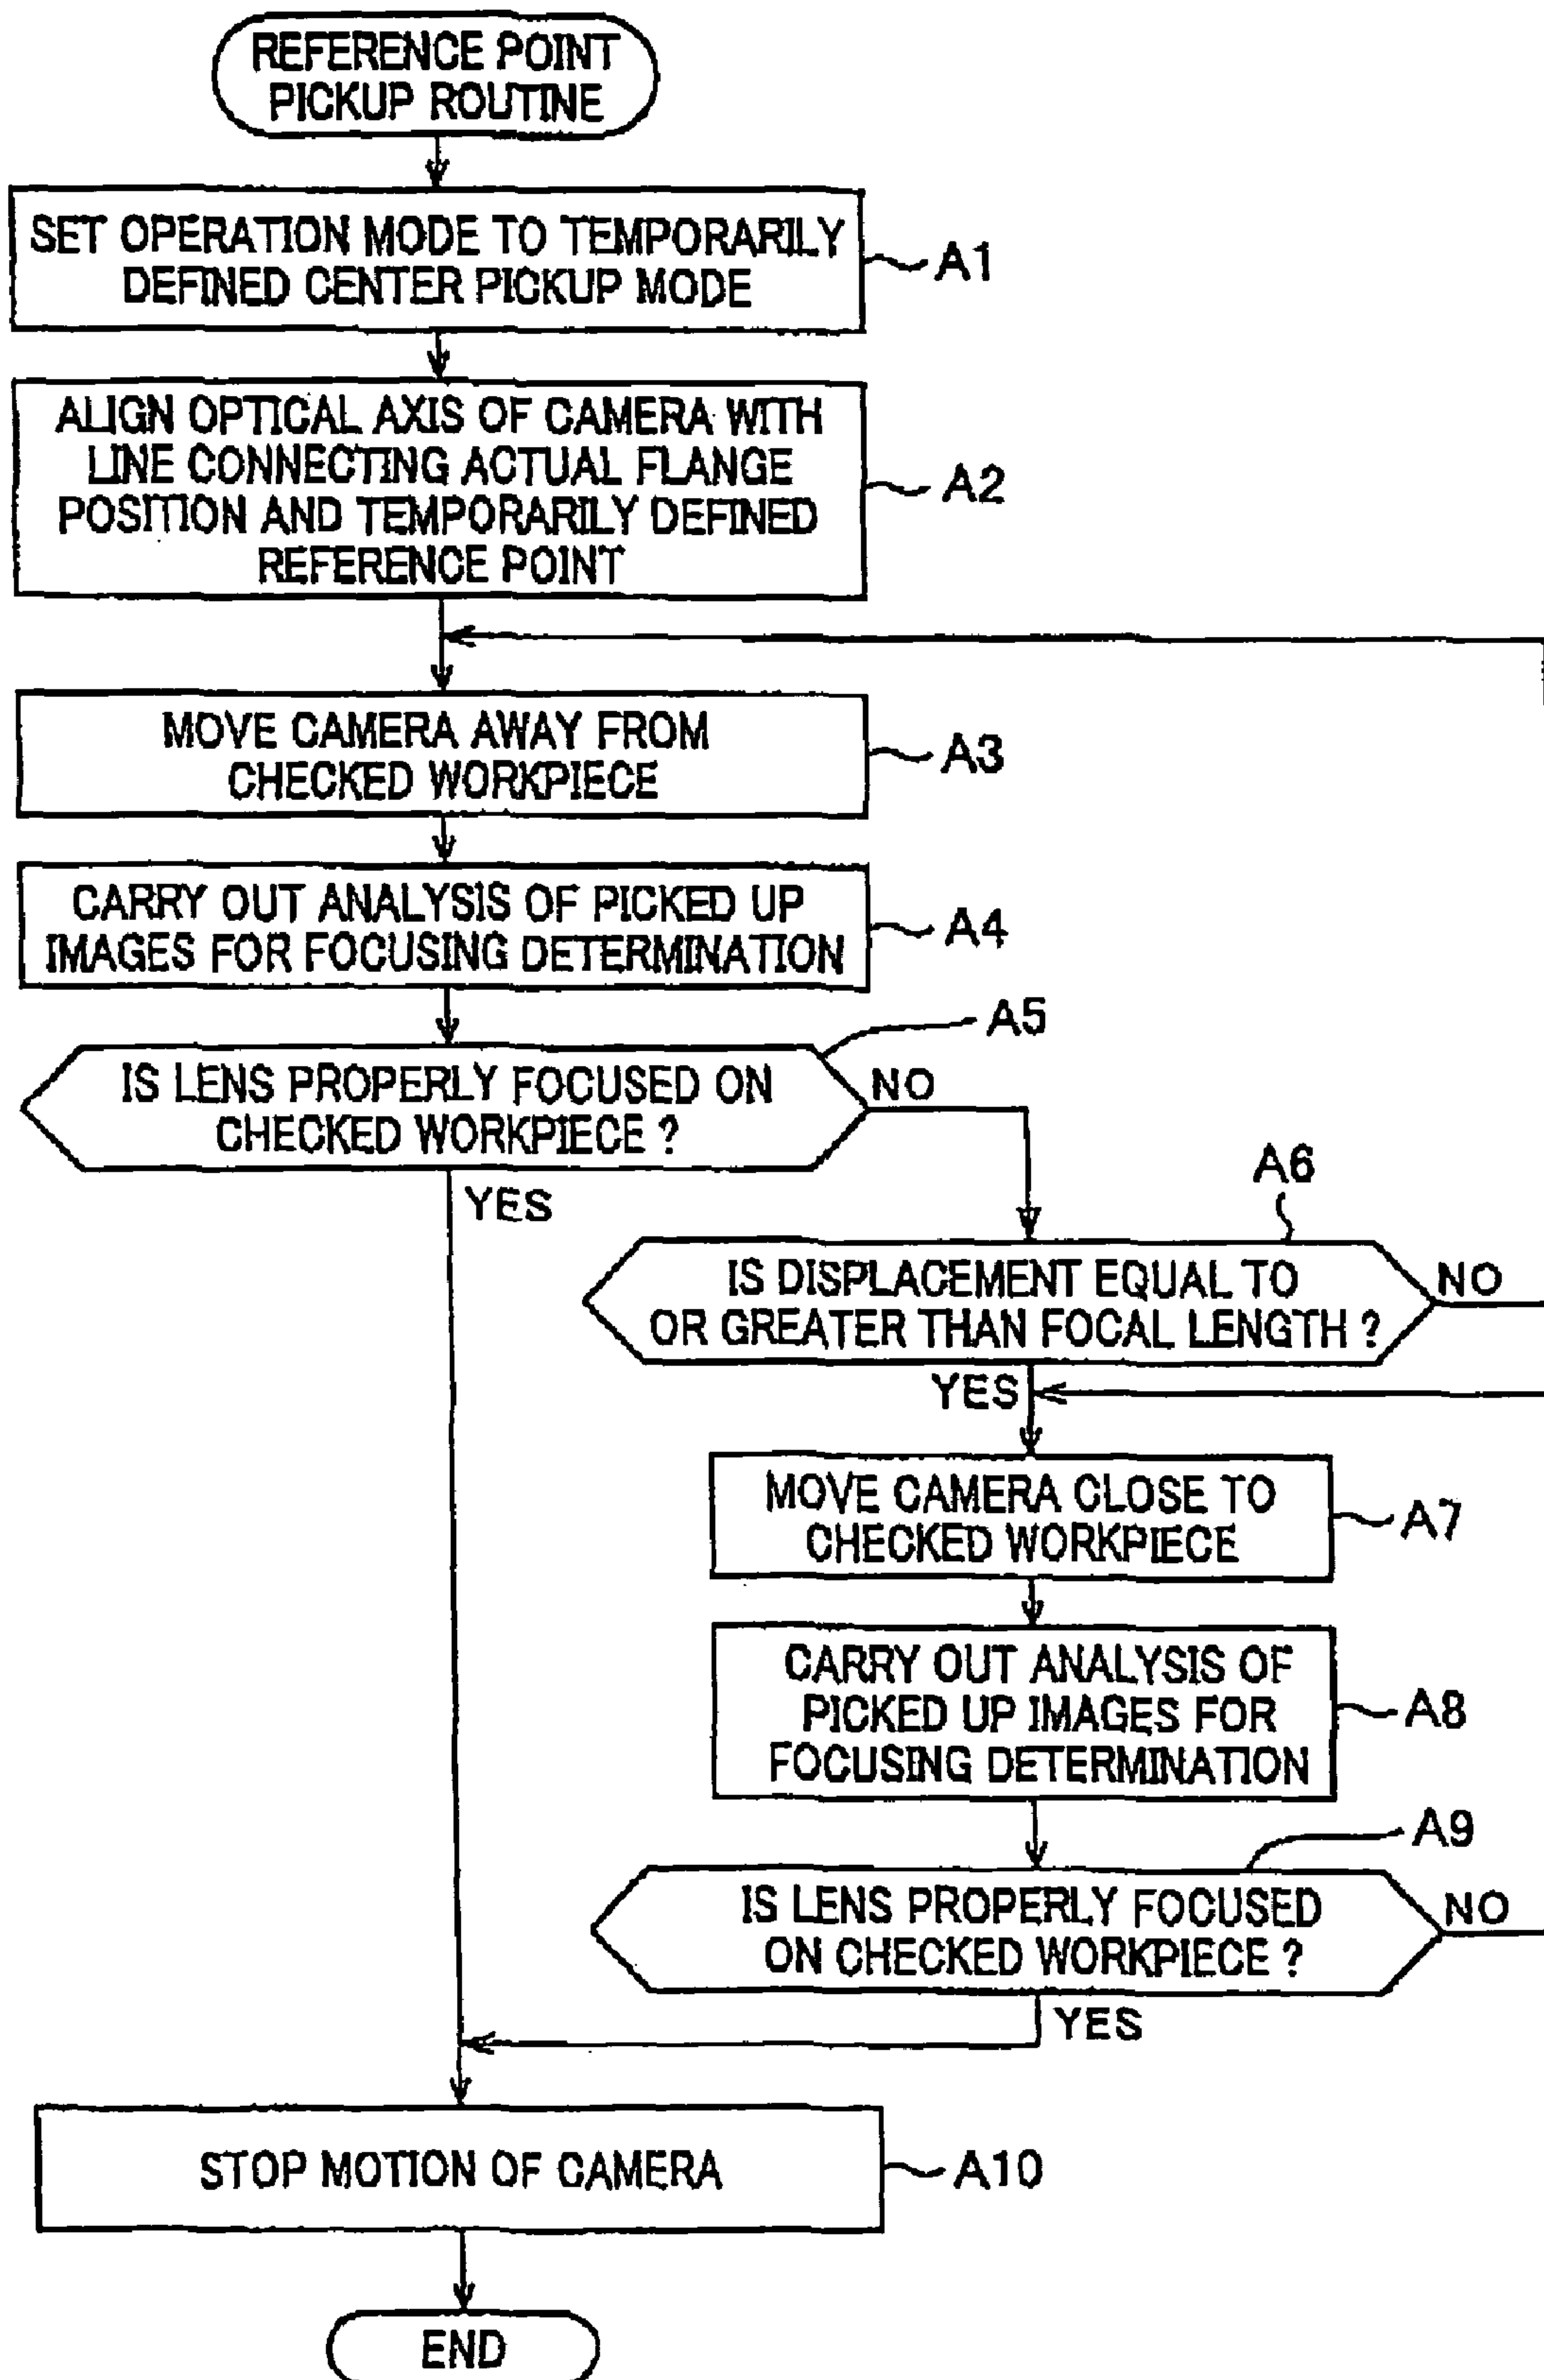 REFERENCE POINT
PICKUP ROUTINE
SET OPERATION MODE TO TEMPORARILY
DEFINED CENTER PICKUP MODE
A1
ALIGN OPTICAL AXIS OF CAMERA WITH
LINE CONNECTING ACTUAL FLANGE
POSITION AND TEMPORARILY DEFINED
REFERENCE POINT
A2
MOVE CAMERA AWAY FROM
CHECKED WORKPIECE
A3
CARRY OUT ANALYSIS OF PICKED UP
IMAGES FOR FOCUSING DETERMINATION
A4
A5
IS LENS PROPERLY FOCUSED ON
CHECKED WORKPIECE ?
NO
YES
A6
IS DISPLACEMENT EQUAL TO
OR GREATER THAN FOCAL LENGTH ?
NO
YES
MOVE CAMERA CLOSE TO
CHECKED WORKPIECE
A7
CARRY OUT ANALYSIS OF
PICKED UP IMAGES FOR
FOCUSING DETERMINATION
A8
A9
IS LENS PROPERLY FOCUSED
ON CHECKED WORKPIECE ?
NO
YES
STOP MOTION OF CAMERA
A10
END